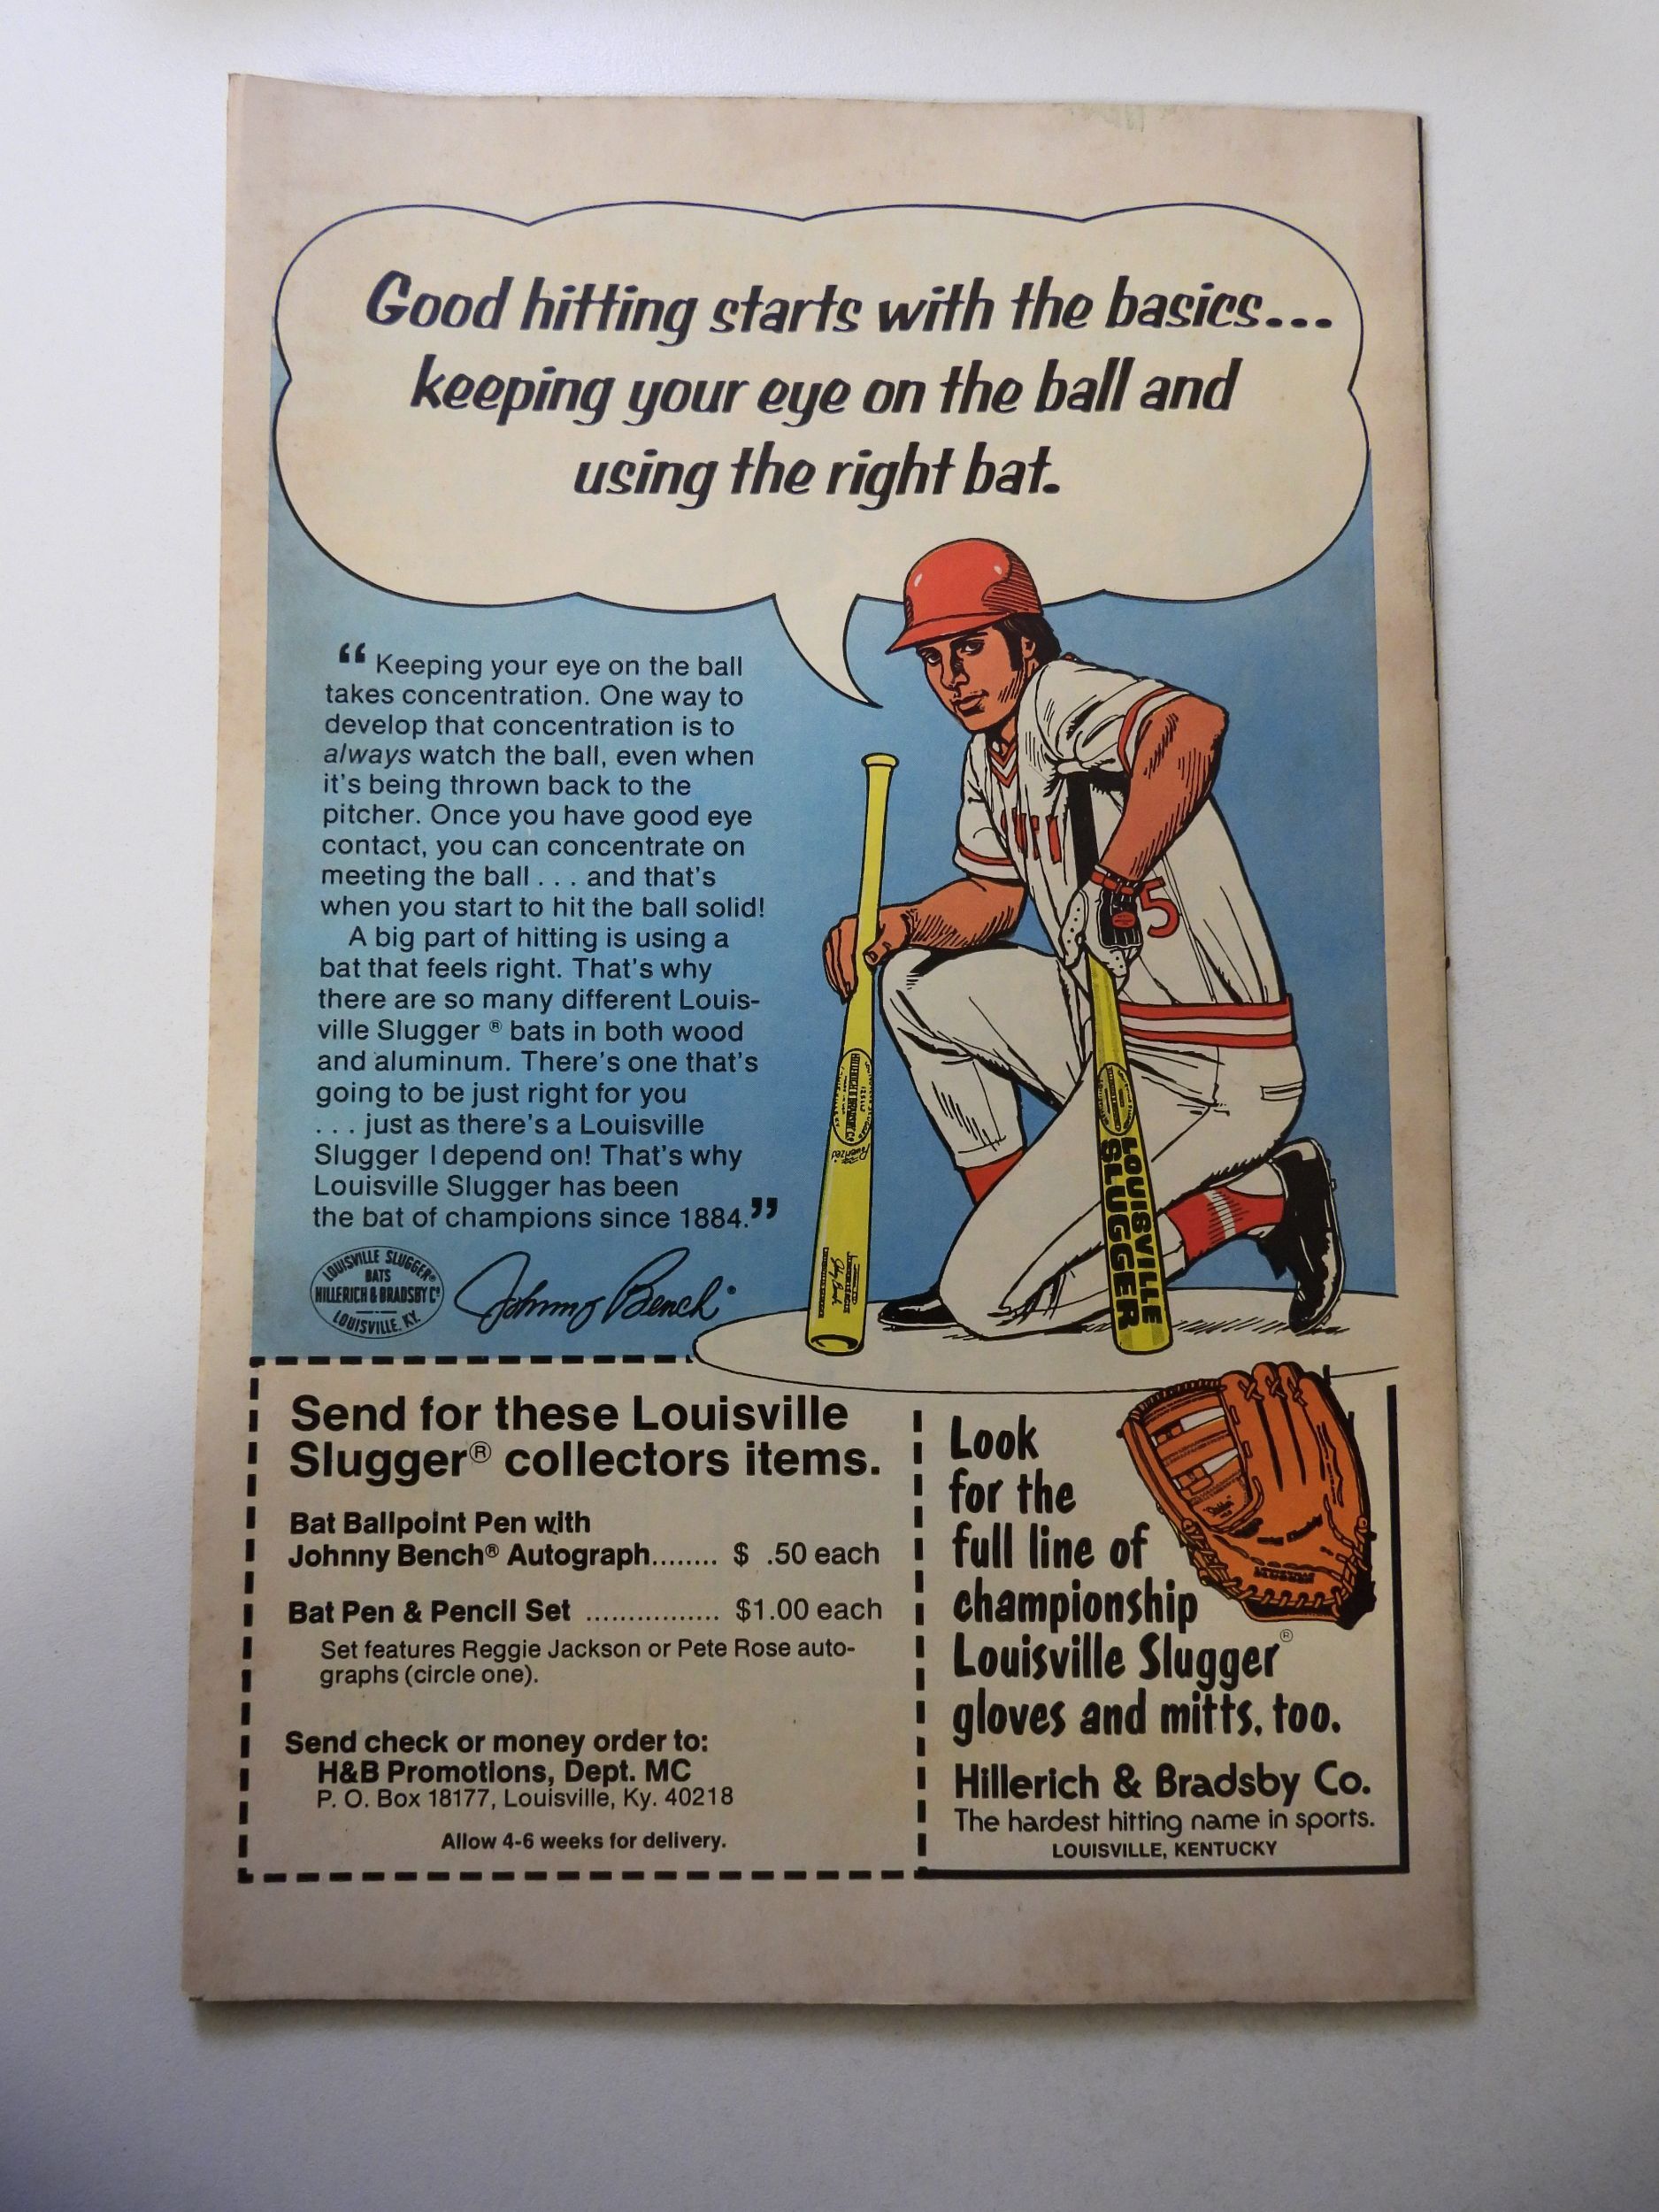 Good hitting starts with the basics...
keeping your eye on the ball and
using the right bat.
“ Keeping your eye on the ball
takes concentration. One way to
develop that concentration is to
always watch the ball, even when
it's being thrown back to the
pitcher. Once you have good eye
contact, you can concentrate on
meeting the ball . . . and that's
when you start to hit the ball solid!
A big part of hitting is using a
bat that feels right. That's why
there are so many different Louis-
ville Slugger ® bats in both wood
and aluminum. There's one that's
going to be just right for you
. . . just as there's a Louisville
Slugger I depend on! That's why
Louisville Slugger has been
the bat of champions since 1884.”
LOUISVILLE SLUGGER®
BATS
HILLERICH & BRADSBY Cº
LOUISVILLE, KY.
Johnny Bench
5
HILLERICH & BRADSBY Cº
Powerized
LOUISVILLE
SLUGGER
Send for these Louisville
Slugger® collectors items.
Bat Ballpoint Pen with
Johnny Bench® Autograph........ $ .50 each
Bat Pen & Pencil Set ................ $1.00 each
Set features Reggie Jackson or Pete Rose auto-
graphs (circle one).
Send check or money order to:
H&B Promotions, Dept. MC
P. O. Box 18177, Louisville, Ky. 40218
Allow 4-6 weeks for delivery.
Look
for the
full line of
championship
Louisville Slugger®
gloves and mitts, too.
Hillerich & Bradsby Co.
The hardest hitting name in sports.
LOUISVILLE, KENTUCKY